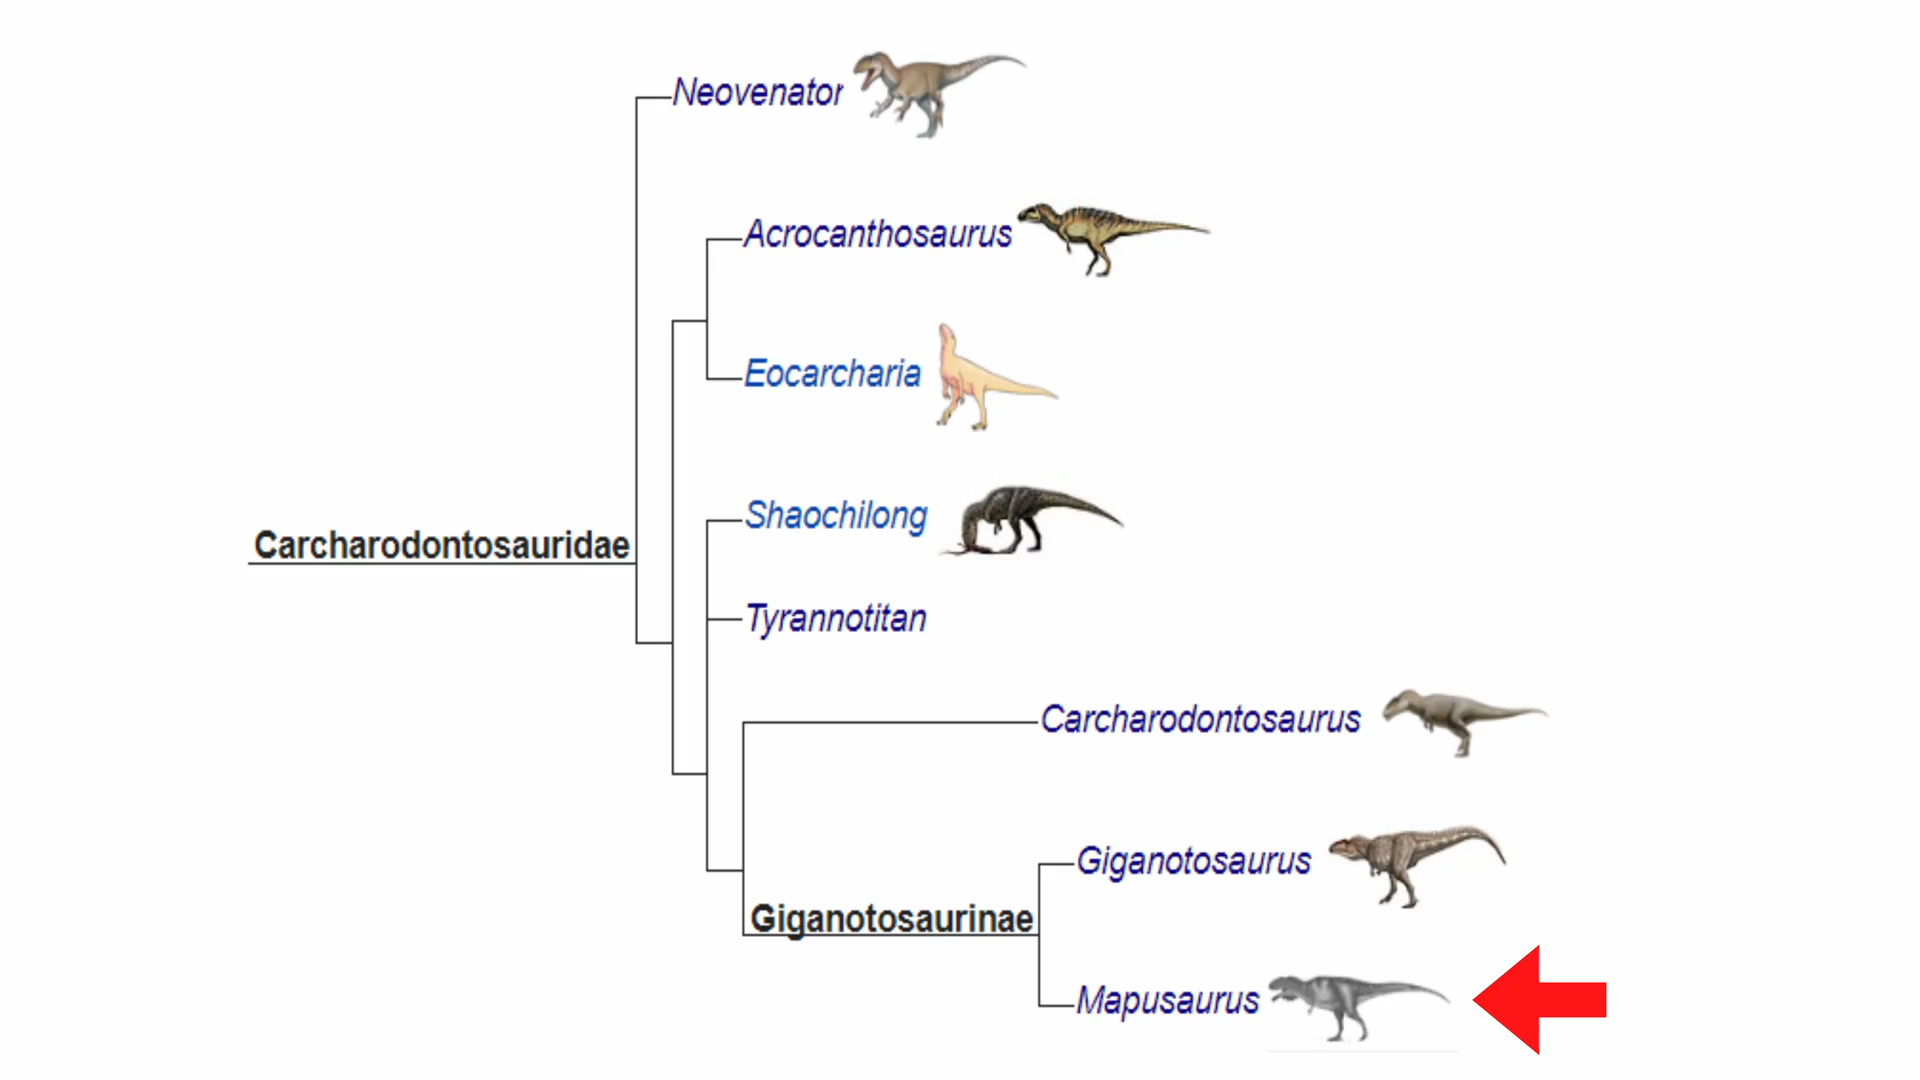 Neovenator
Acrocanthosaurus
Eocarcharia
Shaochilong
Carcharodontosauridae
Tyrannotitan
Carcharodontosaurus
Giganotosaurus
Giganotosaurinae
Mapusaurus